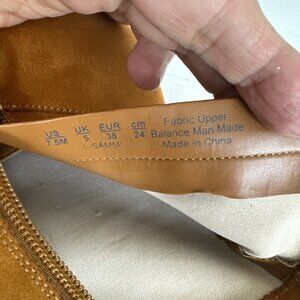 US UK EUR cm
7.5M 5 38 24
L-SAMMI
Fabric Upper
Balance Man Made
Made in China